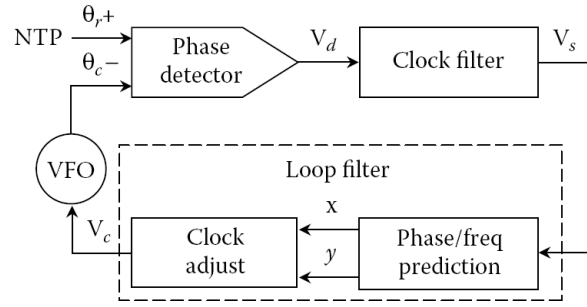 θr+
NTP
θc−
Phase
detector
Vd
Clock filter
Vs
VFO
Loop filter
Vc
Clock
adjust
x
y
Phase/freq
prediction